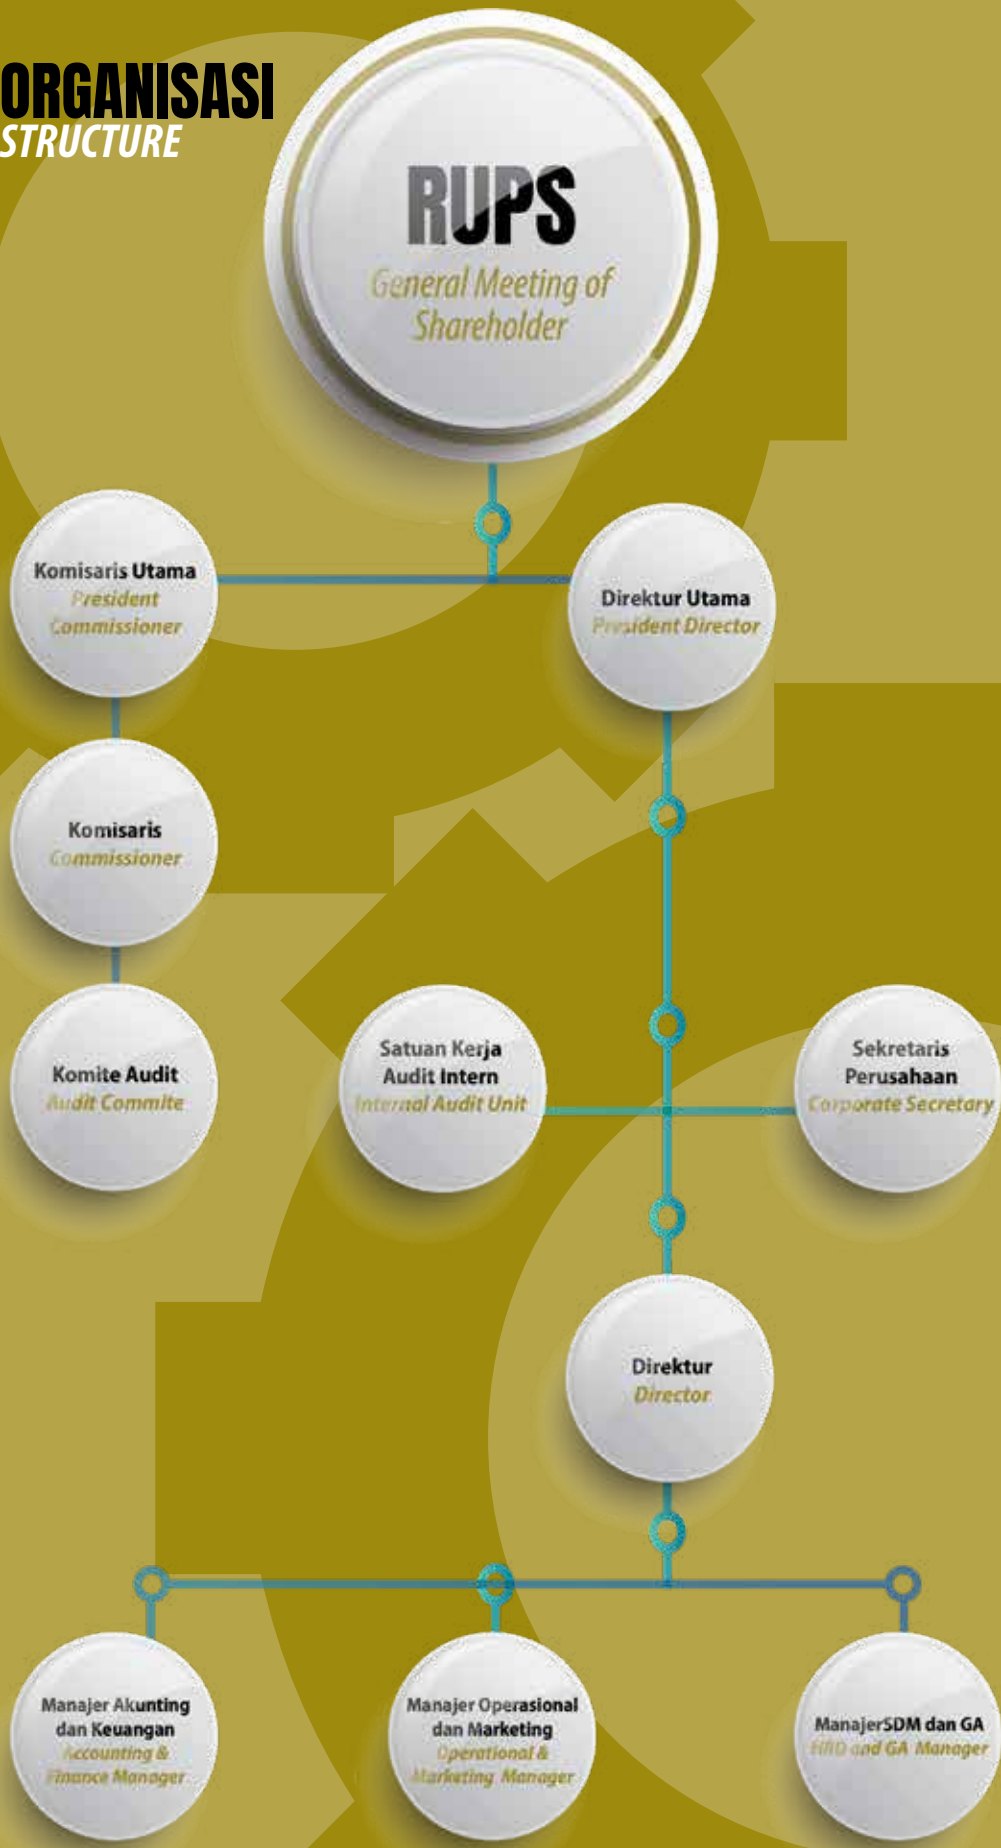 ORGANISASI
STRUCTURE
RUPS
General Meeting of
Shareholder
Komisaris Utama
President
Commissioner
Direktur Utama
President Director
Komisaris
Commissioner
Komite Audit
Audit Commite
Satuan Kerja
Audit Intern
Internal Audit Unit
Sekretaris
Perusahaan
Corporate Secretary
Direktur
Director
Manajer Akunting
dan Keuangan
Accounting &
Finance Manager
Manajer Operasional
dan Marketing
Operational &
Marketing Manager
ManajerSDM dan GA
HRD and GA Manager